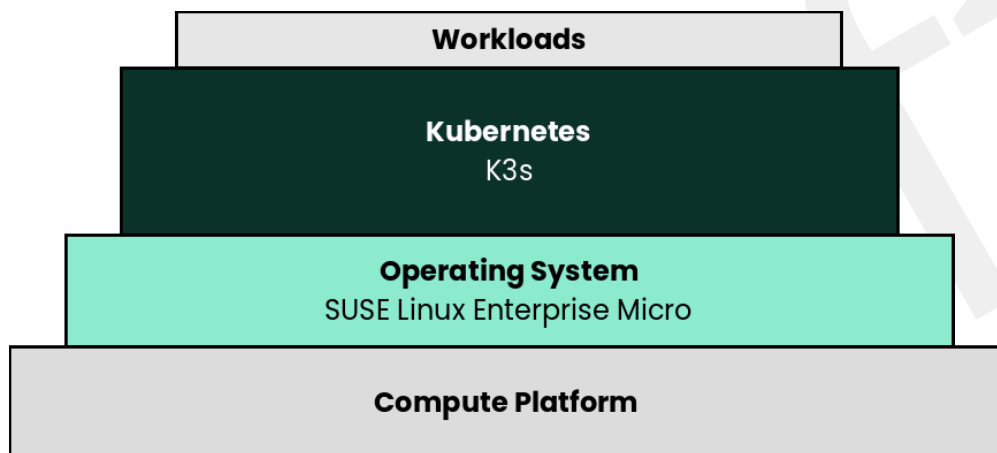 Workloads
Kubernetes
K3s
Operating System
SUSE Linux Enterprise Micro
Compute Platform